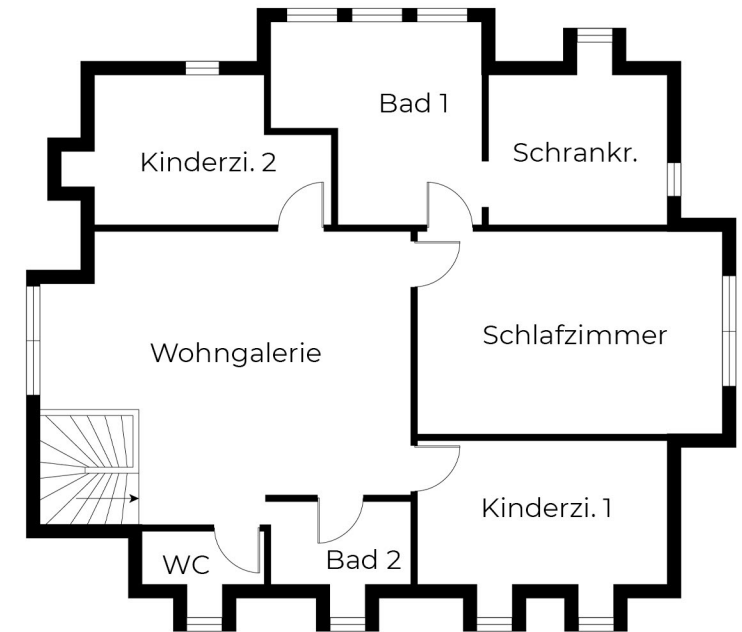 Bad 1
Kinderzi. 2
Schrankr.
Wohngalerie
Schlafzimmer
Kinderzi. 1
WC
Bad 2